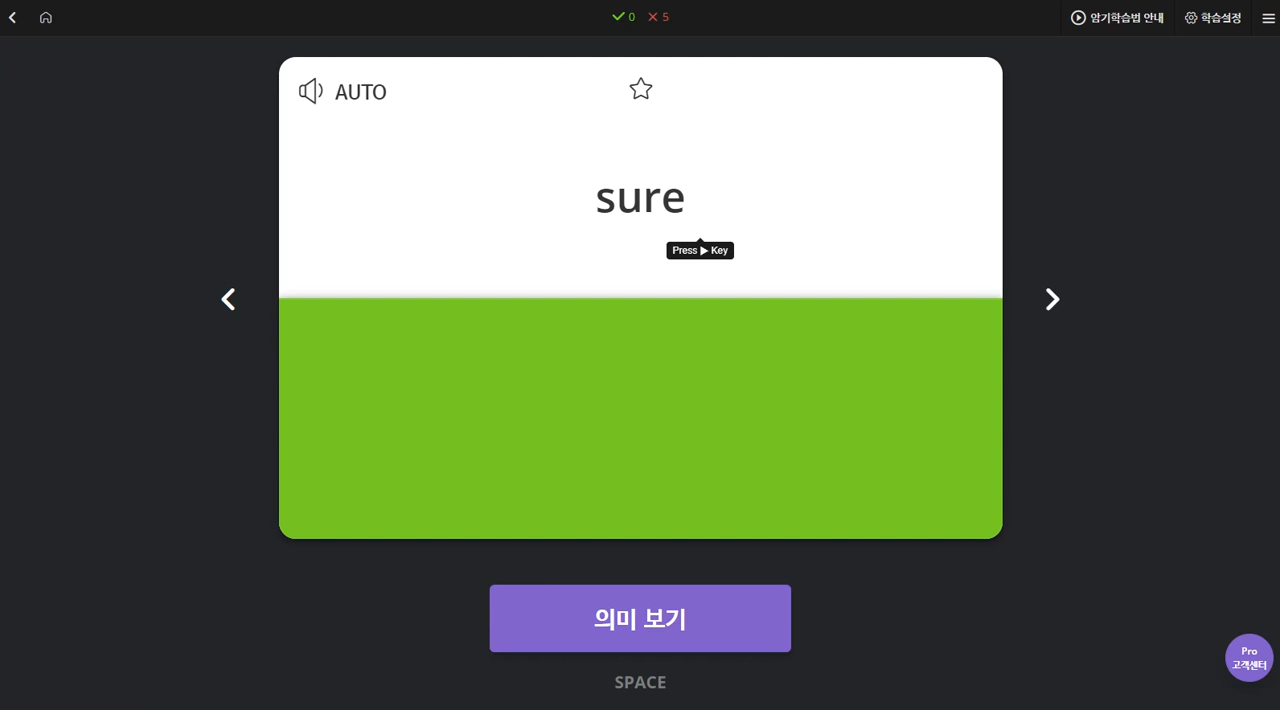 0 5 암기학습법 안내 학습설정
AUTO
sure
Press ▶ Key
의미 보기
SPACE
Pro
고객센터